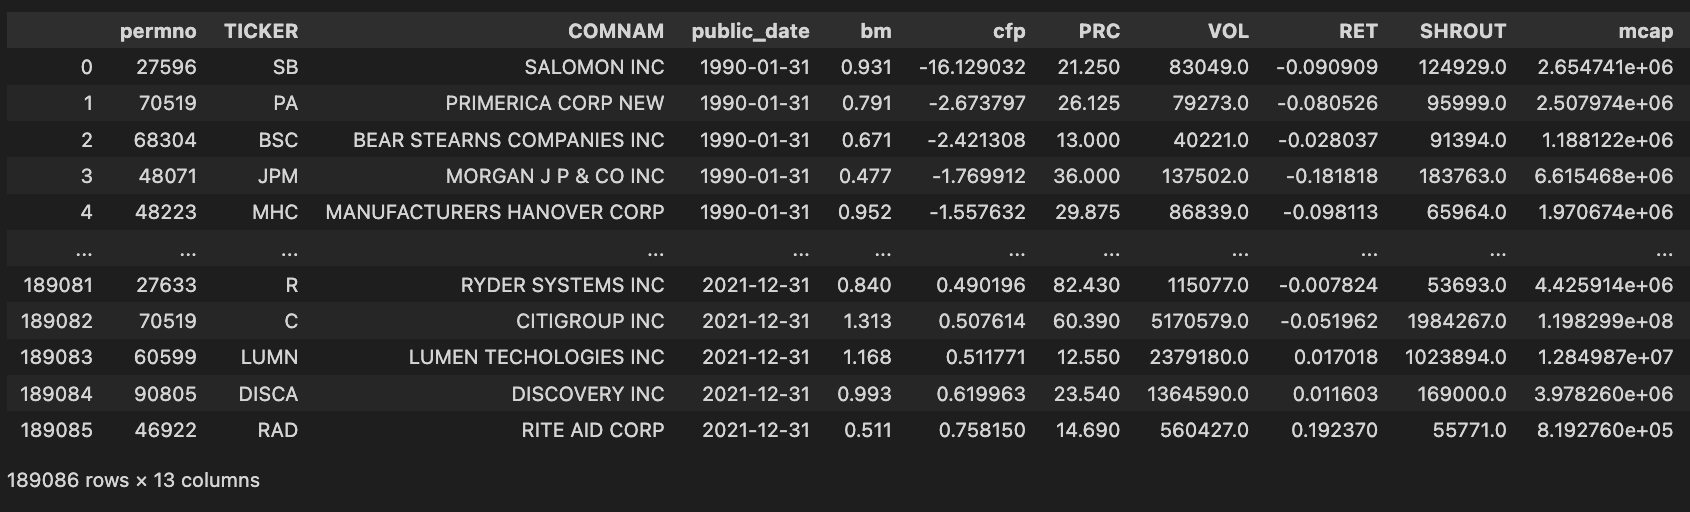 permno TICKER COMNAM public_date bm cfp PRC VOL RET SHROUT mcap
0 27596 SB SALOMON INC 1990-01-31 0.931 -16.129032 21.250 83049.0 -0.090909 124929.0 2.654741e+06
1 70519 PA PRIMERICA CORP NEW 1990-01-31 0.791 -2.673797 26.125 79273.0 -0.080526 95999.0 2.507974e+06
2 68304 BSC BEAR STEARNS COMPANIES INC 1990-01-31 0.671 -2.421308 13.000 40221.0 -0.028037 91394.0 1.188122e+06
3 48071 JPM MORGAN J P & CO INC 1990-01-31 0.477 -1.769912 36.000 137502.0 -0.181818 183763.0 6.615468e+06
4 48223 MHC MANUFACTURERS HANOVER CORP 1990-01-31 0.952 -1.557632 29.875 86839.0 -0.098113 65964.0 1.970674e+06
... ... ... ... ... ... ... ... ... ... ... ...
189081 27633 R RYDER SYSTEMS INC 2021-12-31 0.840 0.490196 82.430 115077.0 -0.007824 53693.0 4.425914e+06
189082 70519 C CITIGROUP INC 2021-12-31 1.313 0.507614 60.390 5170579.0 -0.051962 1984267.0 1.198299e+08
189083 60599 LUMN LUMEN TECHOLOGIES INC 2021-12-31 1.168 0.511771 12.550 2379180.0 0.017018 1023894.0 1.284987e+07
189084 90805 DISCA DISCOVERY INC 2021-12-31 0.993 0.619963 23.540 1364590.0 0.011603 169000.0 3.978260e+06
189085 46922 RAD RITE AID CORP 2021-12-31 0.511 0.758150 14.690 560427.0 0.192370 55771.0 8.192760e+05
189086 rows × 13 columns